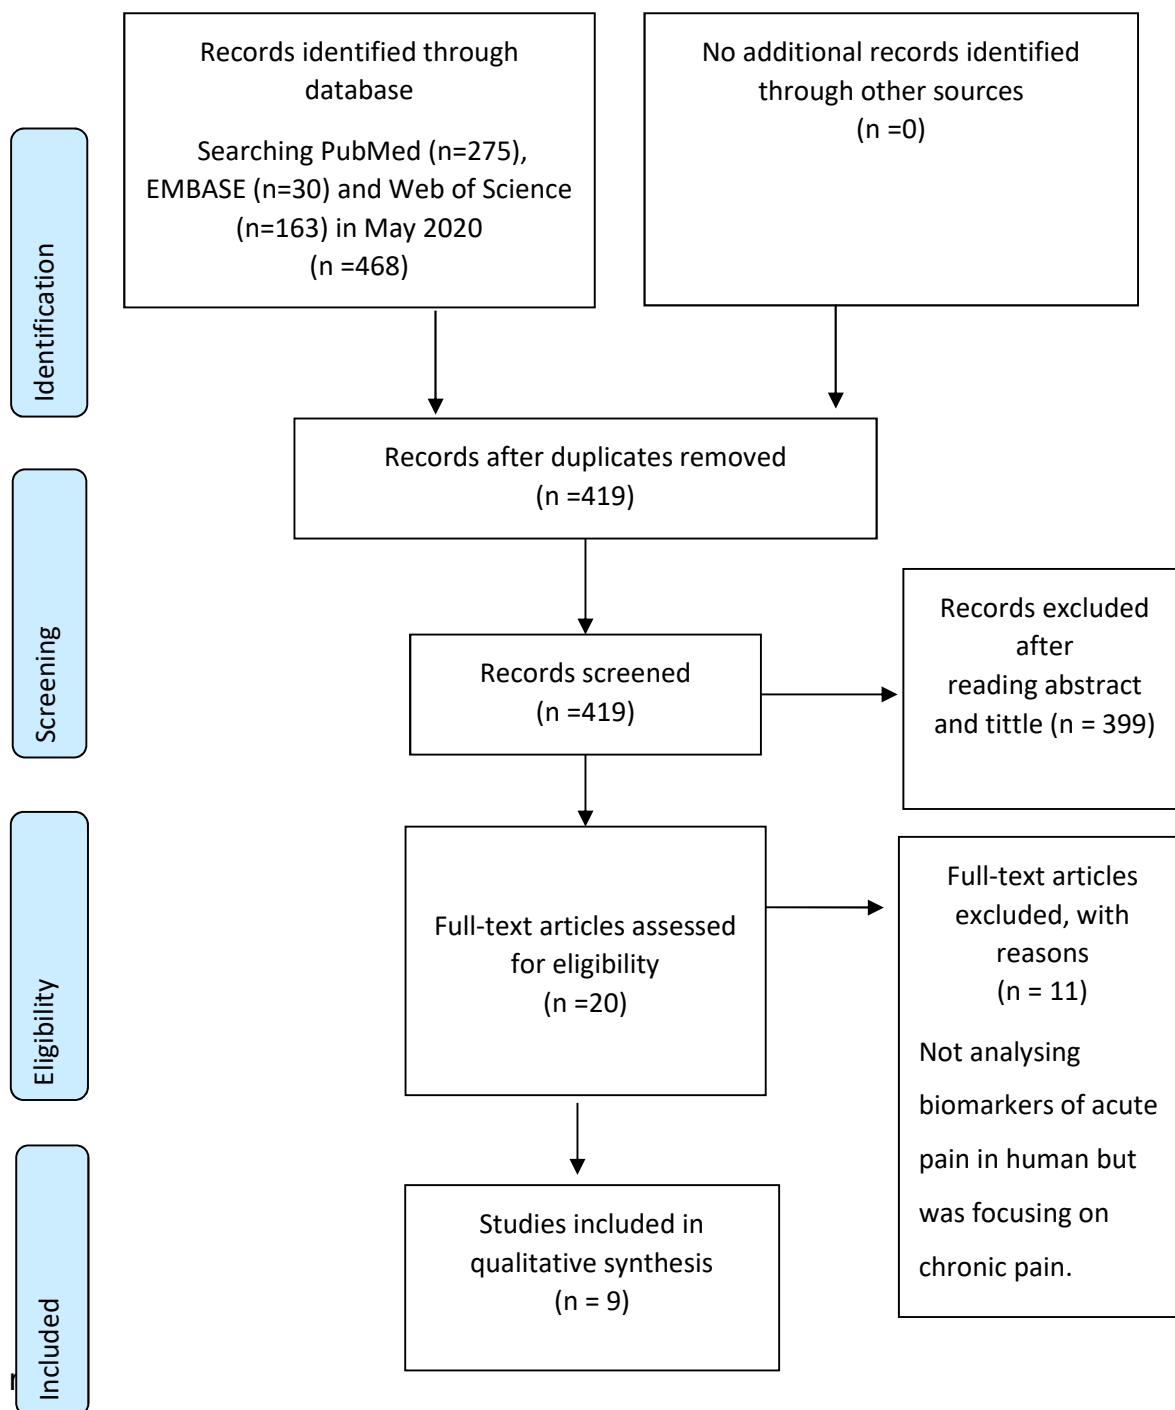 Records identified through
database
Searching PubMed (n=275),
EMBASE (n=30) and Web of Science
(n=163) in May 2020
(n =468)
No additional records identified
through other sources
(n =0)
Identification
Records after duplicates removed
(n =419)
Screening
Records screened
(n =419)
Records excluded
after
reading abstract
and tittle (n = 399)
Eligibility
Full-text articles assessed
for eligibility
(n =20)
Full-text articles
excluded, with
reasons
(n = 11)
Not analysing
biomarkers of acute
pain in human but
was focusing on
chronic pain.
Included
Studies included in
qualitative synthesis
(n = 9)